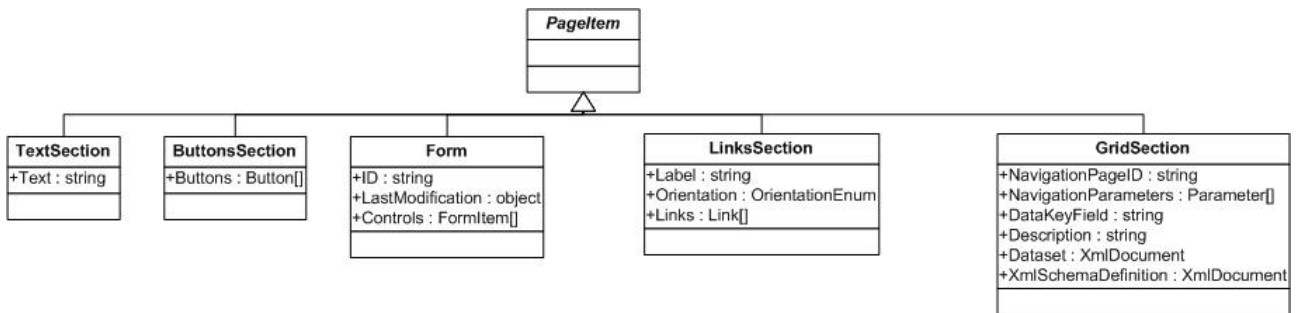 PageItem
TextSection
+Text : string
ButtonsSection
+Buttons : Button[]
Form
+ID : string
+LastModification : object
+Controls : FormItem[]
LinksSection
+Label : string
+Orientation : OrientationEnum
+Links : Link[]
GridSection
+NavigationPageID : string
+NavigationParameters : Parameter[]
+DataKeyField : string
+Description : string
+Dataset : XmlDocument
+XmlSchemaDefinition : XmlDocument